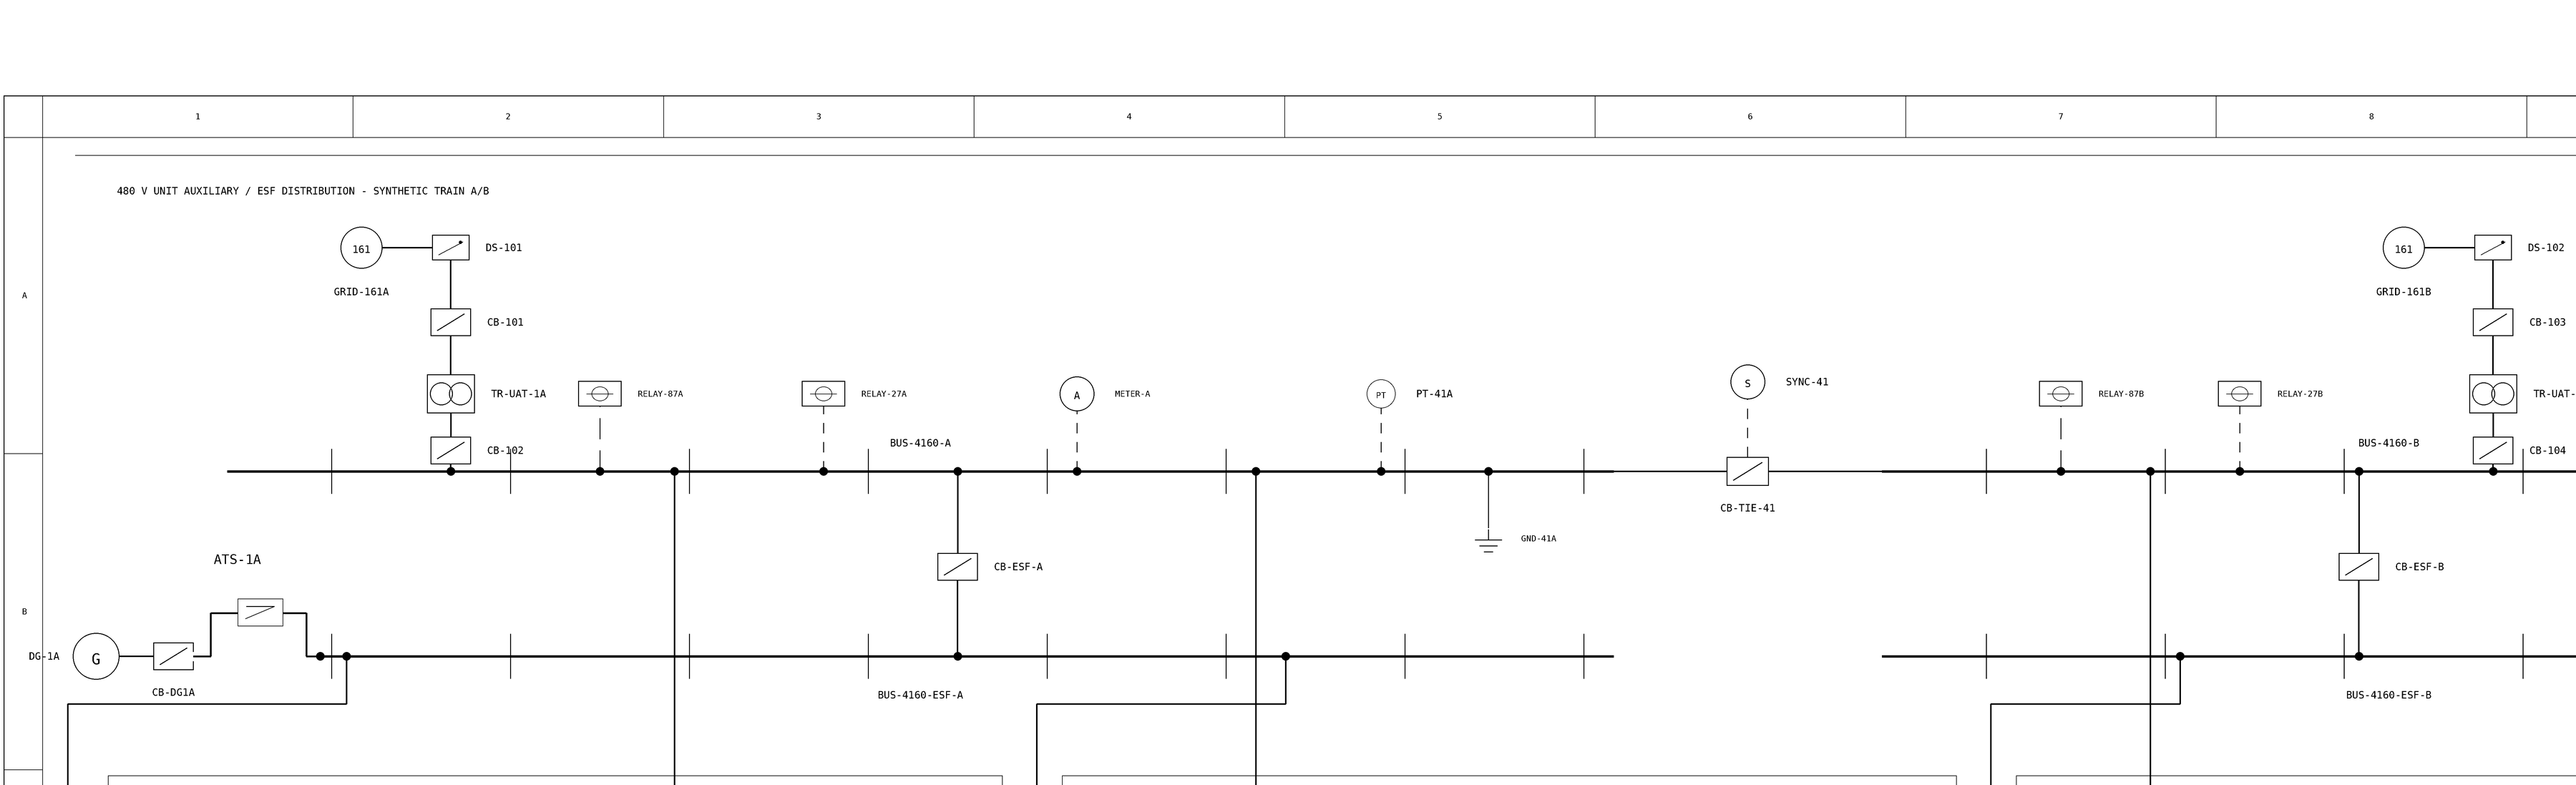 1 2 3 4 5 6 7 8
480 V UNIT AUXILIARY / ESF DISTRIBUTION - SYNTHETIC TRAIN A/B
161 DS-101 161 DS-102
GRID-161A GRID-161B
A
CB-101 CB-103
S SYNC-41
TR-UAT-1A RELAY-87A RELAY-27A A METER-A PT PT-41A RELAY-87B RELAY-27B TR-UAT-
BUS-4160-A BUS-4160-B
CB-102 CB-104
CB-TIE-41
GND-41A
ATS-1A
CB-ESF-A CB-ESF-B
B
DG-1A G
CB-DG1A BUS-4160-ESF-A BUS-4160-ESF-B